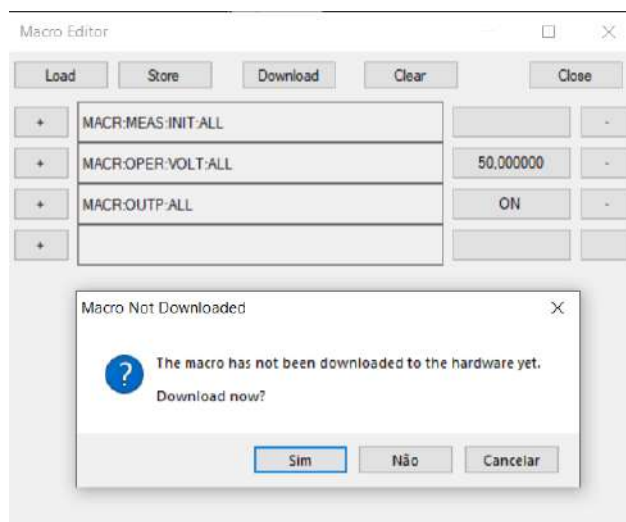 Macro Editor
Load Store Download Clear Close
+ MACR:MEAS:INIT:ALL -
+ MACR:OPER:VOLT:ALL 50,000000 -
+ MACR:OUTP:ALL ON -
+
Macro Not Downloaded
The macro has not been downloaded to the hardware yet.
Download now?
Sim Não Cancelar